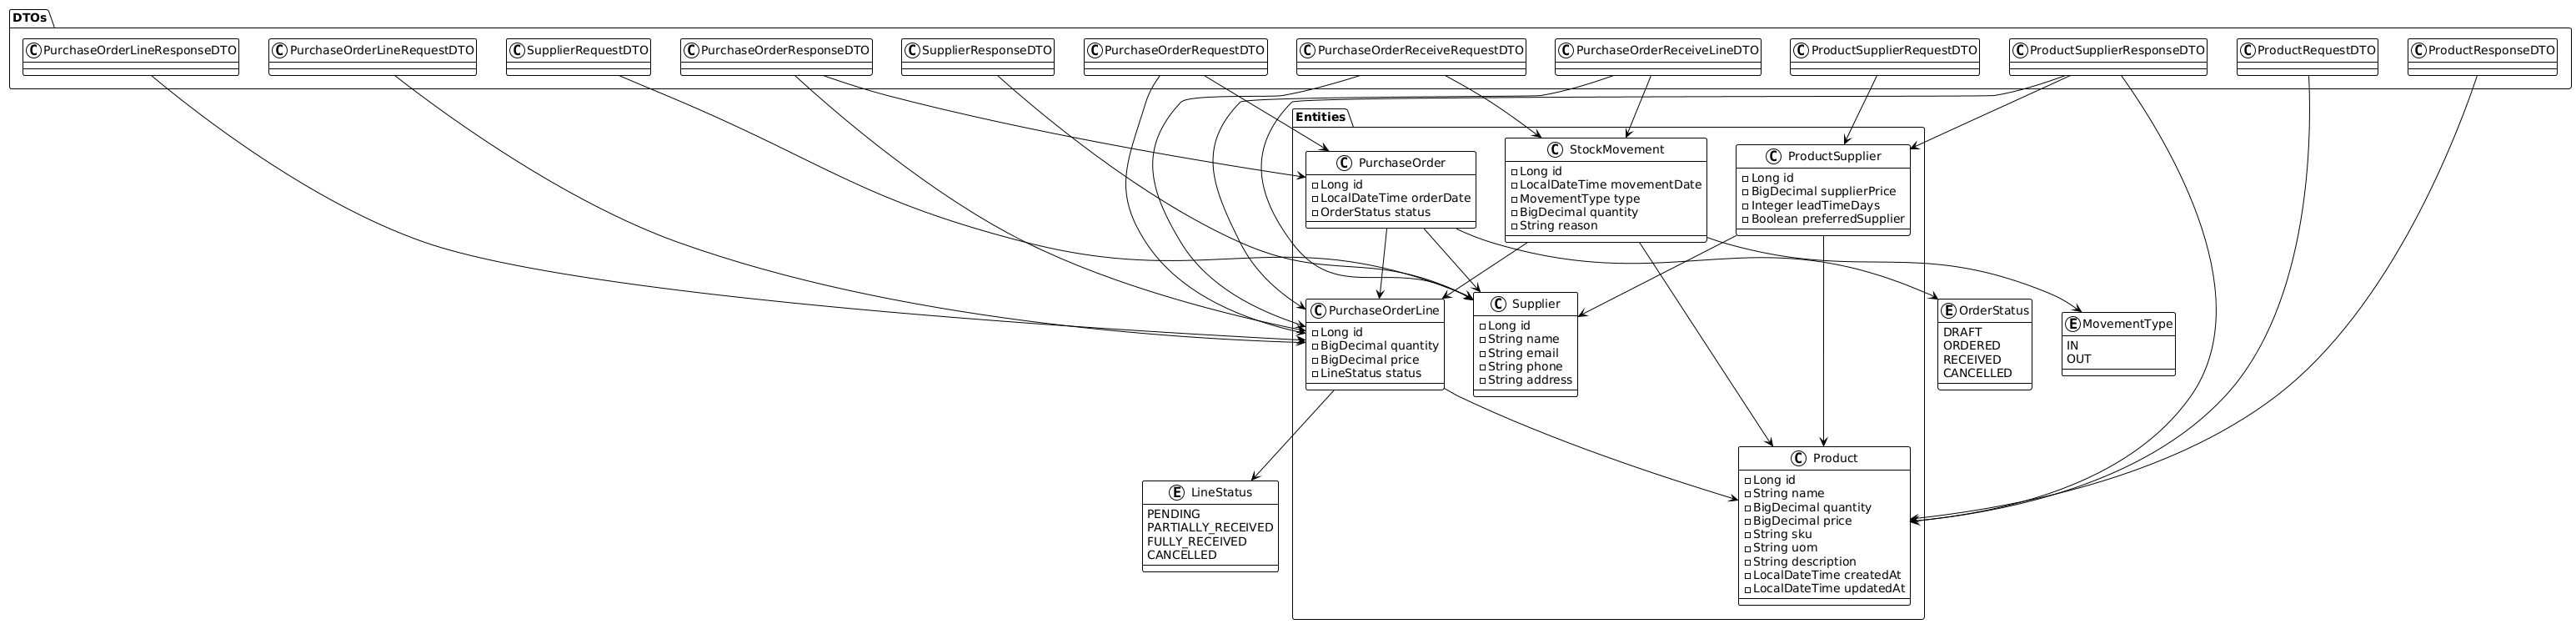 DTOs
C PurchaseOrderLineResponseDTO
C PurchaseOrderLineRequestDTO
C SupplierRequestDTO
C PurchaseOrderResponseDTO
C SupplierResponseDTO
C PurchaseOrderRequestDTO
C PurchaseOrderReceiveRequestDTO
C PurchaseOrderReceiveLineDTO
C ProductSupplierRequestDTO
C ProductSupplierResponseDTO
C ProductRequestDTO
C ProductResponseDTO
Entities
C PurchaseOrder
Long id
LocalDateTime orderDate
OrderStatus status
C StockMovement
Long id
LocalDateTime movementDate
MovementType type
BigDecimal quantity
String reason
C ProductSupplier
Long id
BigDecimal supplierPrice
Integer leadTimeDays
Boolean preferredSupplier
C PurchaseOrderLine
Long id
BigDecimal quantity
BigDecimal price
LineStatus status
C Supplier
Long id
String name
String email
String phone
String address
E OrderStatus
DRAFT
ORDERED
RECEIVED
CANCELLED
E MovementType
IN
OUT
E LineStatus
PENDING
PARTIALLY_RECEIVED
FULLY_RECEIVED
CANCELLED
C Product
Long id
String name
BigDecimal quantity
BigDecimal price
String sku
String uom
String description
LocalDateTime createdAt
LocalDateTime updatedAt